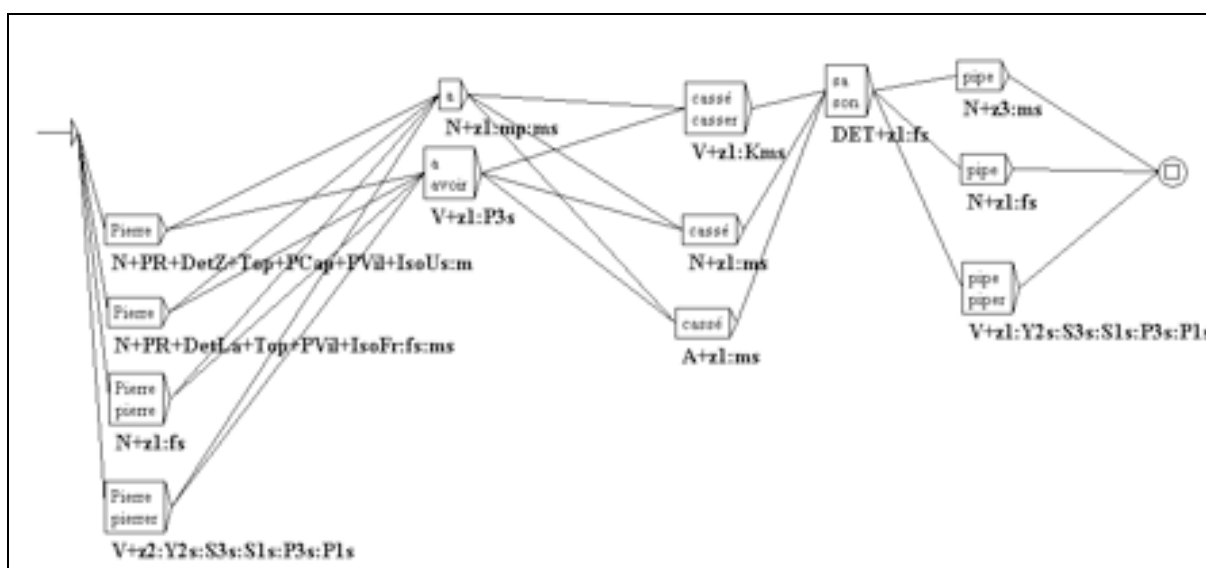 Pierre
N+PR+DetZ+Top+PCap+PVil+IsoUs:m
Pierre
N+PR+DetLa+Top+PVil+IsoFr:fs:ms
Pierre
pierre
N+z1:fs
Pierre
pierrer
V+z2:Y2s:S3s:S1s:P3s:P1s
a
N+z1:mp:ms
a
avoir
V+z1:P3s
cassé
casser
V+z1:Kms
cassé
N+z1:ms
cassé
A+z1:ms
sa
son
DET+z1:fs
pipe
N+z3:ms
pipe
N+z1:fs
pipe
piper
V+z1:Y2s:S3s:S1s:P3s:P1s